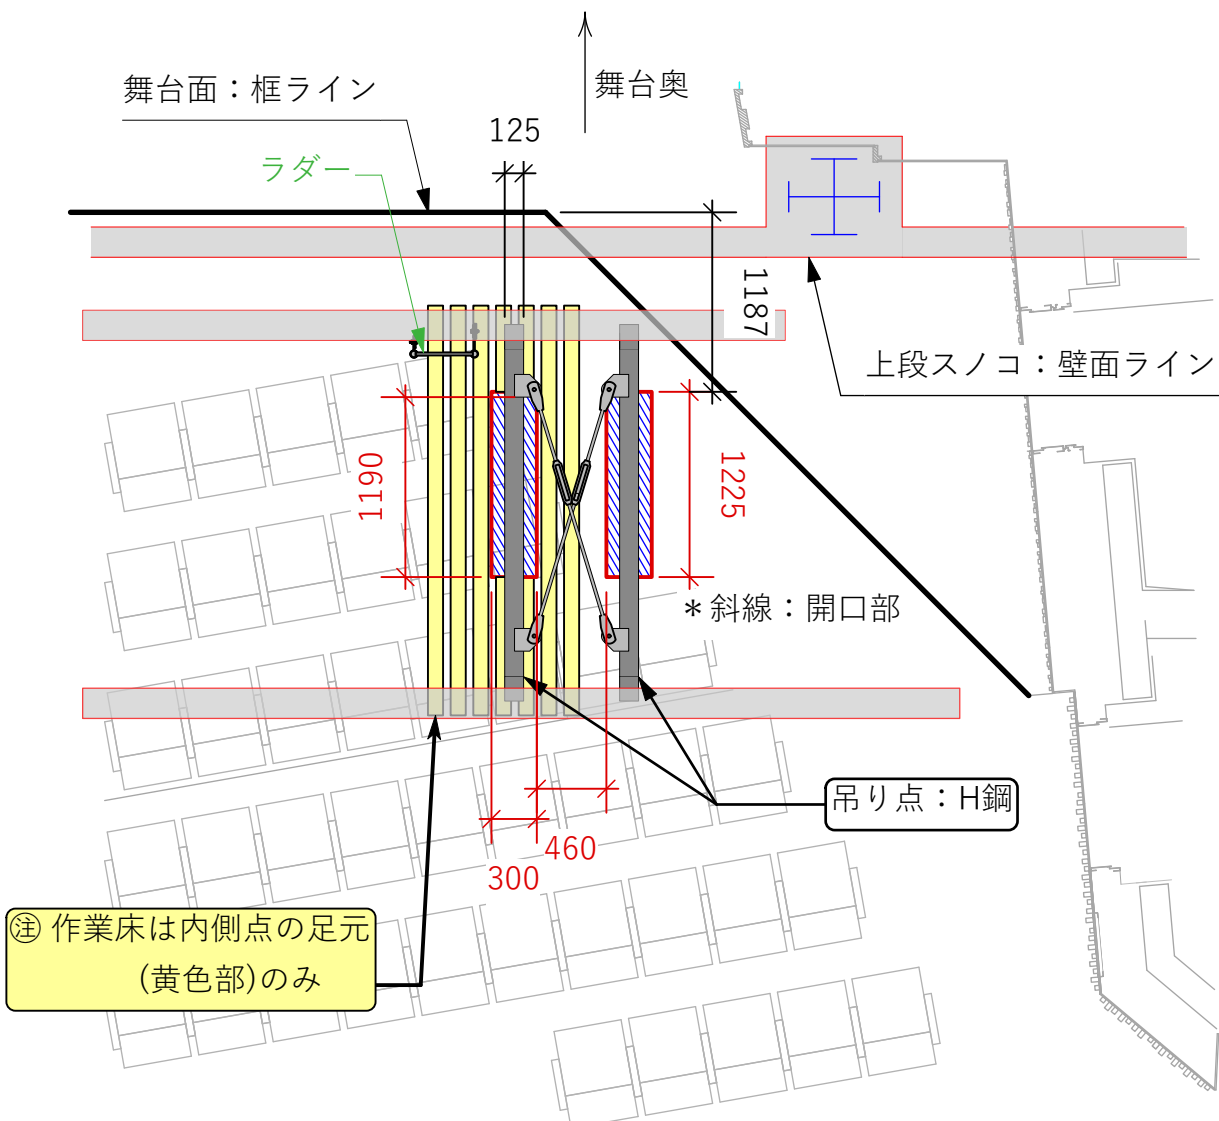 舞台面：框ライン
舞台奥
125
ラダー
1187
上段スノコ：壁面ライン
1190
1225
＊斜線：開口部
吊り点：H鋼
460
300
㊟ 作業床は内側点の足元
(黄色部)のみ